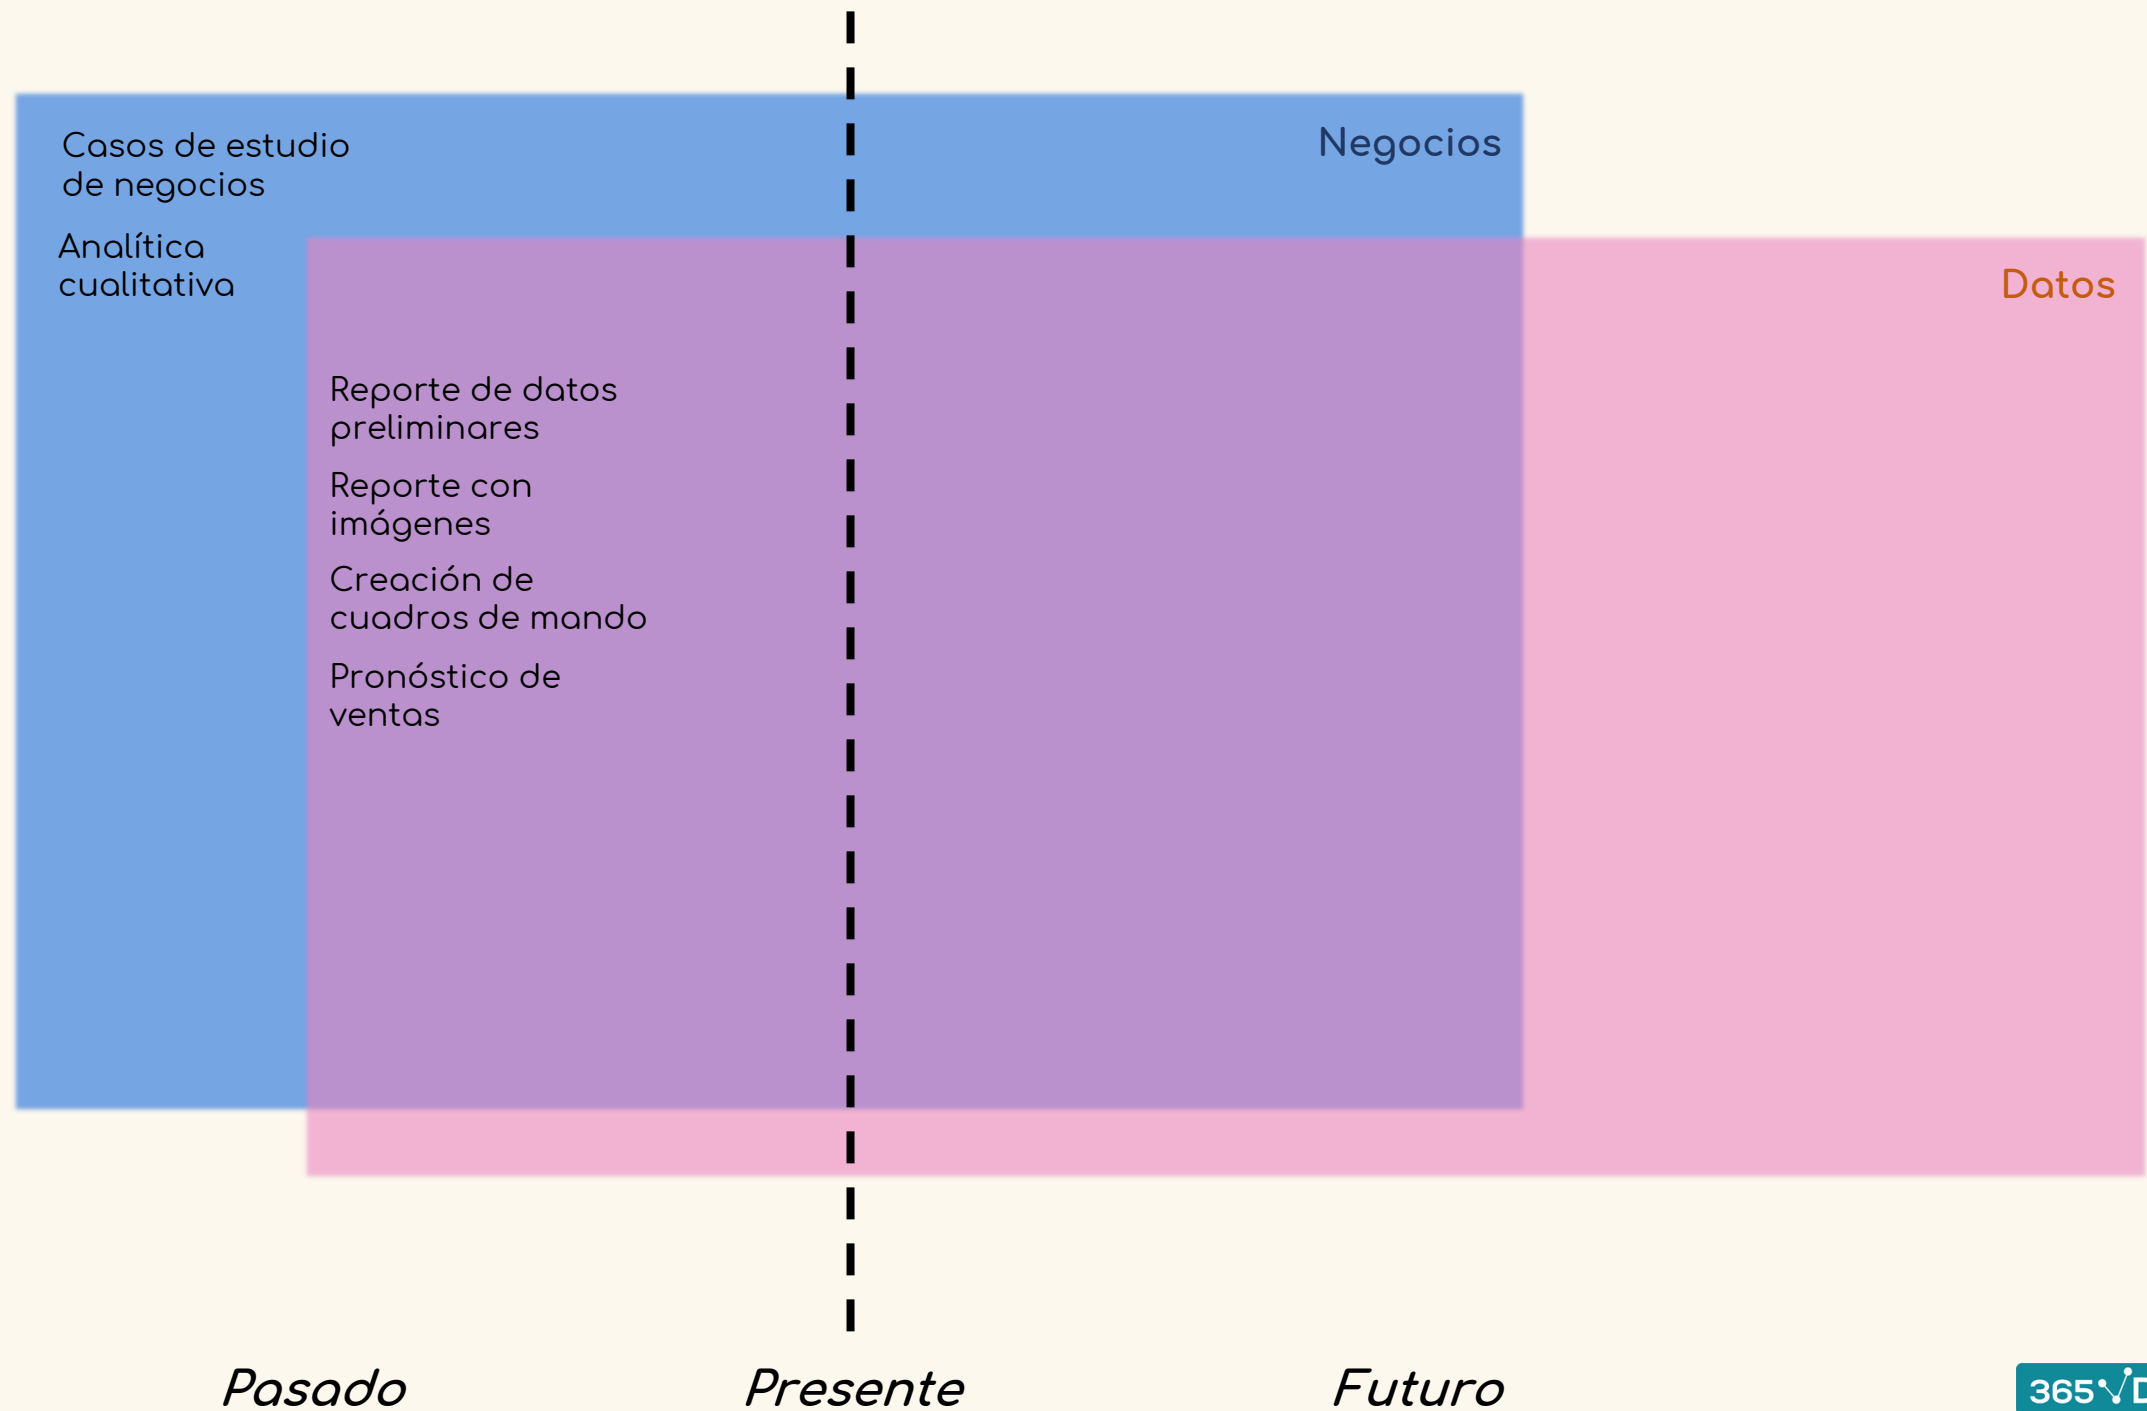 Casos de estudio
de negocios
Negocios
Analítica
cualitativa
Datos
Reporte de datos
preliminares
Reporte con
imágenes
Creación de
cuadros de mando
Pronóstico de
ventas
Pasado
Presente
Futuro
365 D